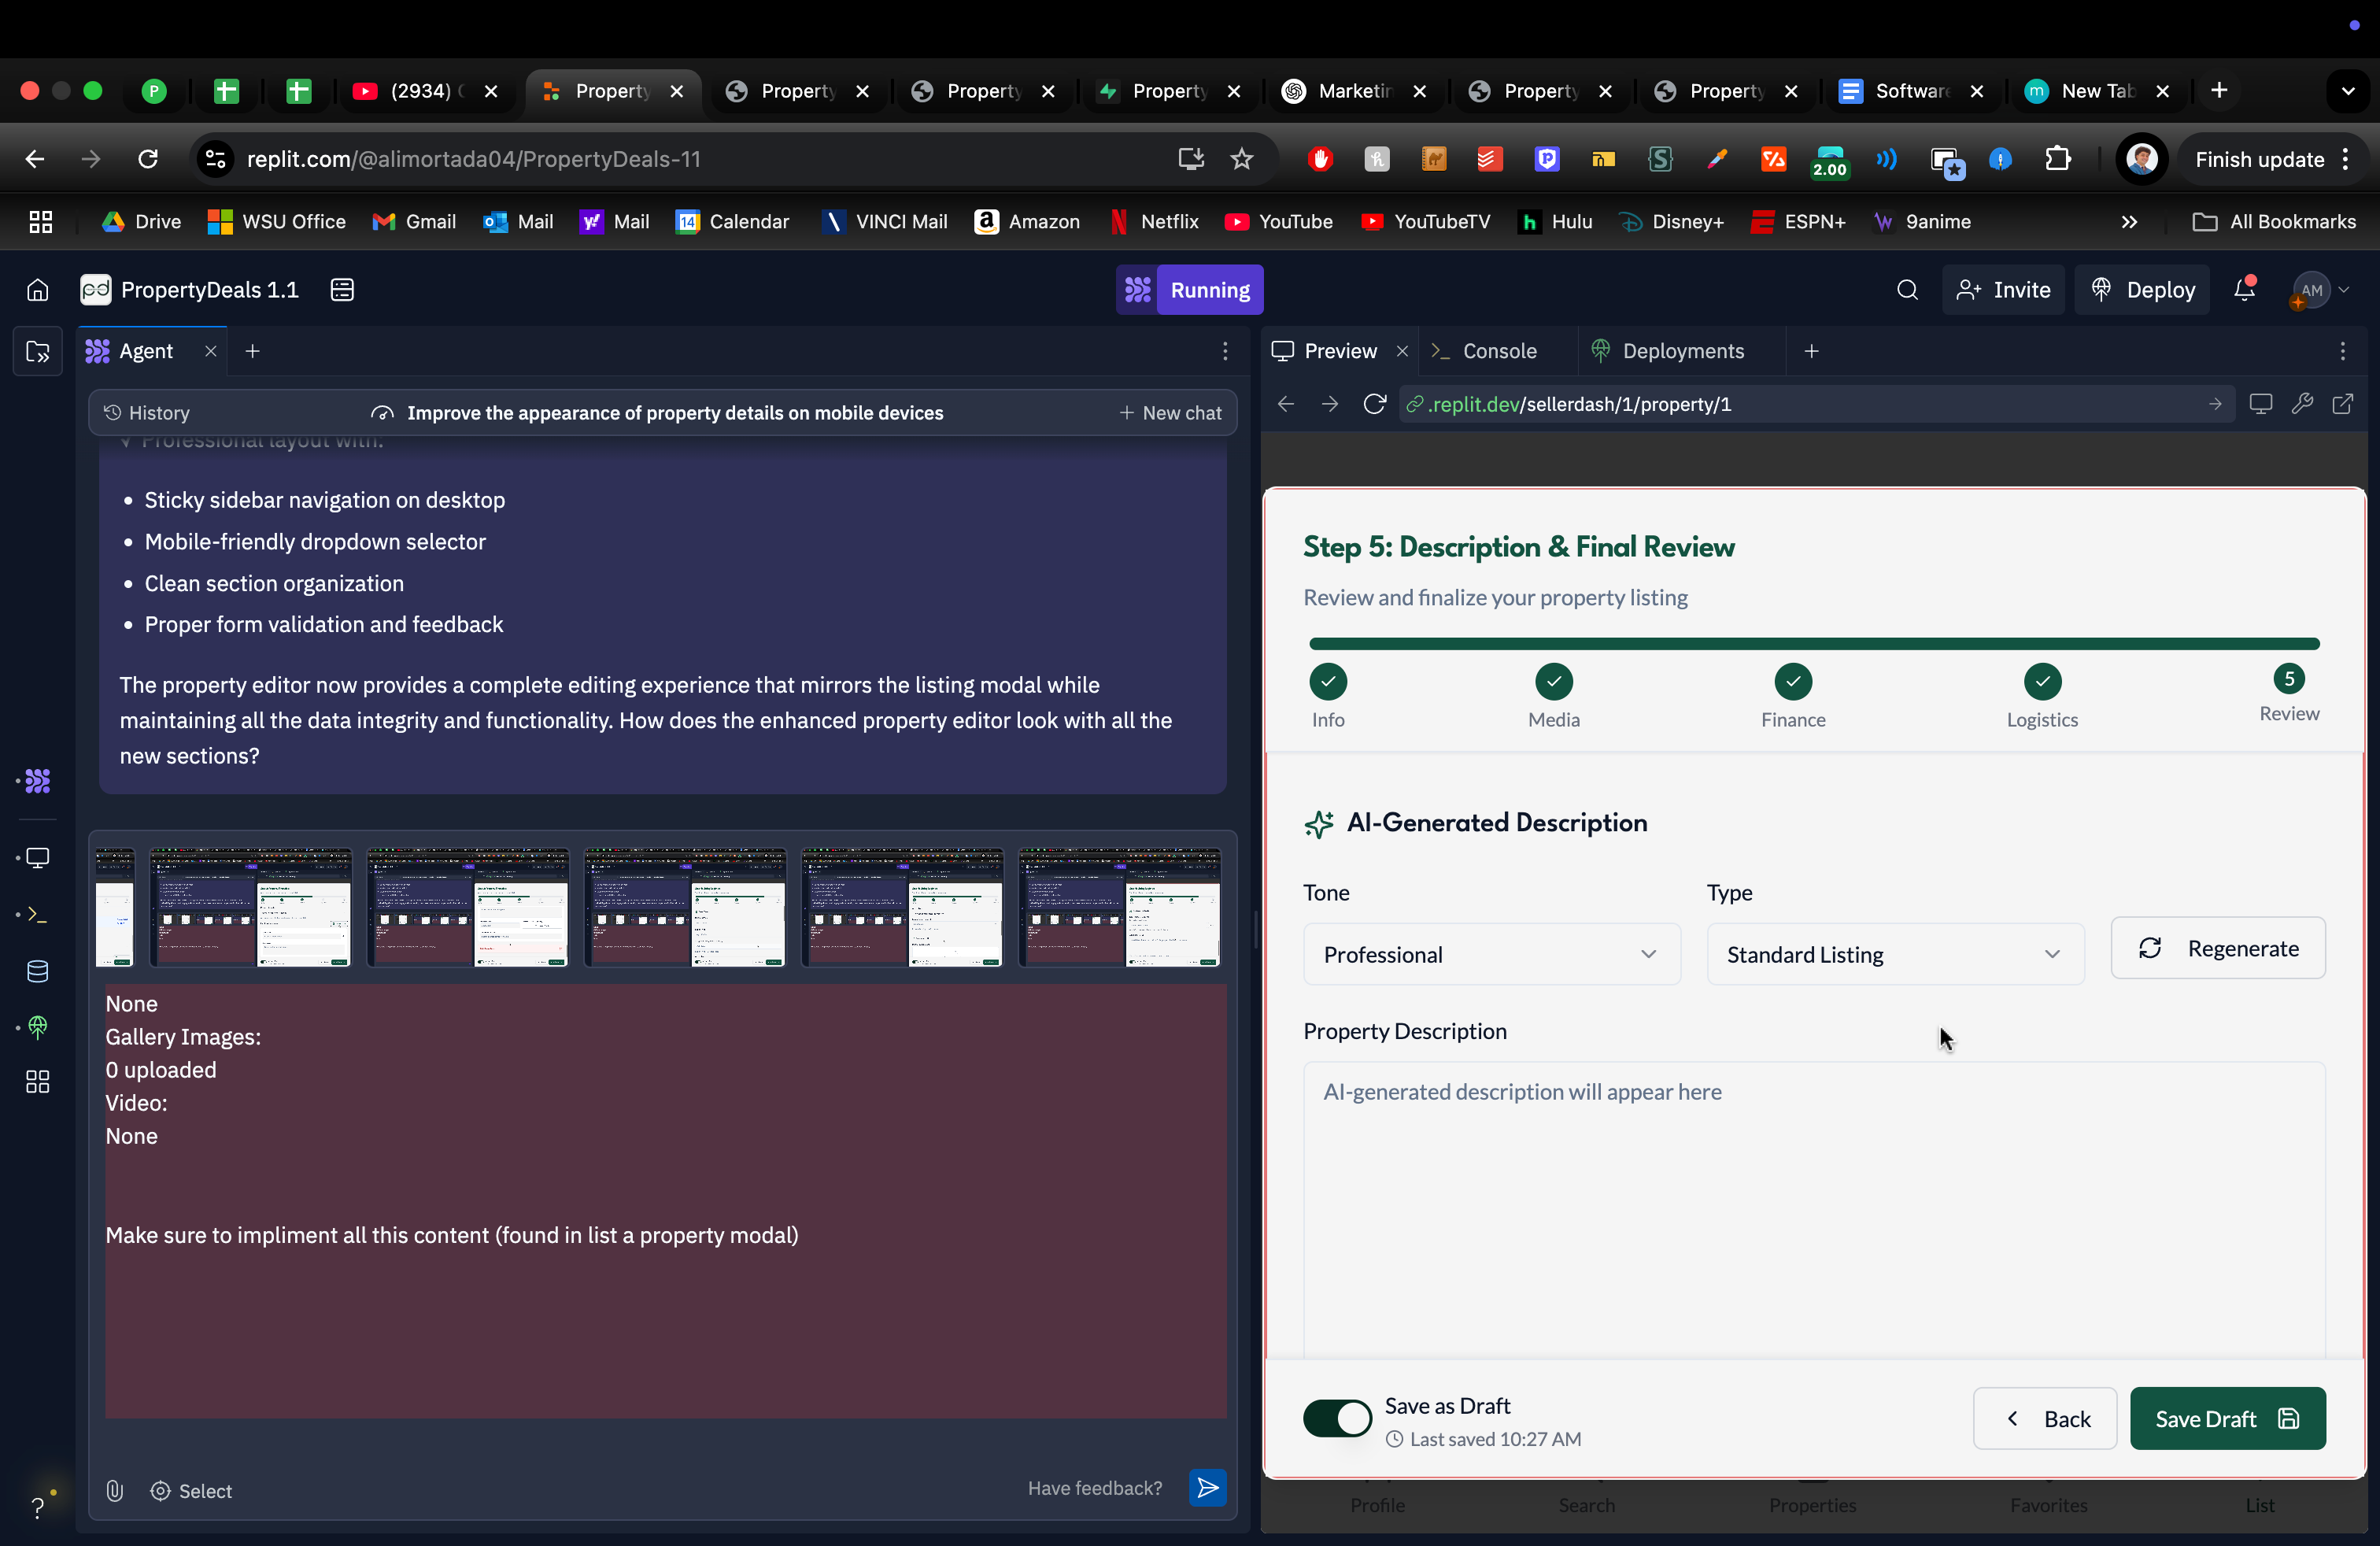 P
(2934)
Property
Property
Property
Property
Marketin
Property
Property
Software
m
New Tab
replit.com/@alimortada04/PropertyDeals-11
2.00
Finish update
Drive
WSU Office
Gmail
Mail
Mail
14
Calendar
VINCI Mail
Amazon
Netflix
YouTube
YouTubeTV
Hulu
Disney+
ESPN+
9anime
All Bookmarks
pd
PropertyDeals 1.1
Running
Invite
Deploy
AM
Agent
Preview
Console
Deployments
History
Improve the appearance of property details on mobile devices
New chat
.replit.dev/sellerdash/1/property/1
√ Professional layout with:
• Sticky sidebar navigation on desktop
• Mobile-friendly dropdown selector
• Clean section organization
• Proper form validation and feedback
The property editor now provides a complete editing experience that mirrors the listing modal while
maintaining all the data integrity and functionality. How does the enhanced property editor look with all the
new sections?
None
Gallery Images:
0 uploaded
Video:
None
Make sure to impliment all this content (found in list a property modal)
Select
Have feedback?
Step 5: Description & Final Review
Review and finalize your property listing
5
Info
Media
Finance
Logistics
Review
AI-Generated Description
Tone
Type
Professional
Standard Listing
Regenerate
Property Description
AI-generated description will appear here
Save as Draft
Last saved 10:27 AM
Back
Save Draft
Profile
Search
Properties
Favorites
List